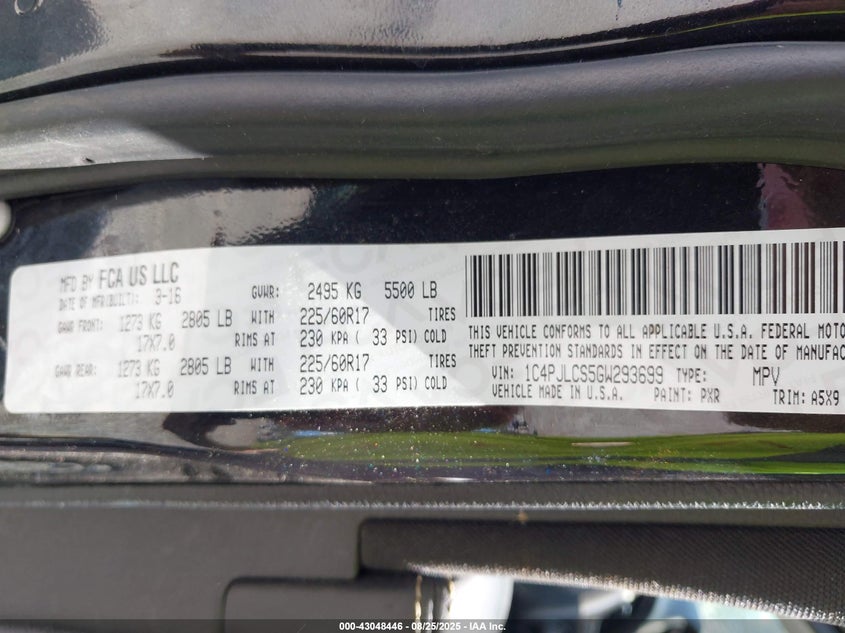 MFD BY FCA US LLC
DATE OF MFR(BUILT): 3-16
GVWR: 2495 KG 5500 LB
GAWR FRONT: 1273 KG 2805 LB WITH 225/60R17 TIRES
17X7.0 RIMS AT 230 KPA ( 33 PSI) COLD
GAWR REAR: 1273 KG 2805 LB WITH 225/60R17 TIRES
17X7.0 RIMS AT 230 KPA ( 33 PSI) COLD
THIS VEHICLE CONFORMS TO ALL APPLICABLE U.S.A. FEDERAL MOTO
THEFT PREVENTION STANDARDS IN EFFECT ON THE DATE OF MANUFAC
VIN: 1C4PJLCS5GW293699 TYPE: MPV
VEHICLE MADE IN U.S.A. PAINT: PXR TRIM: A5X9
000-43048446 - 08/25/2025 - IAA Inc.